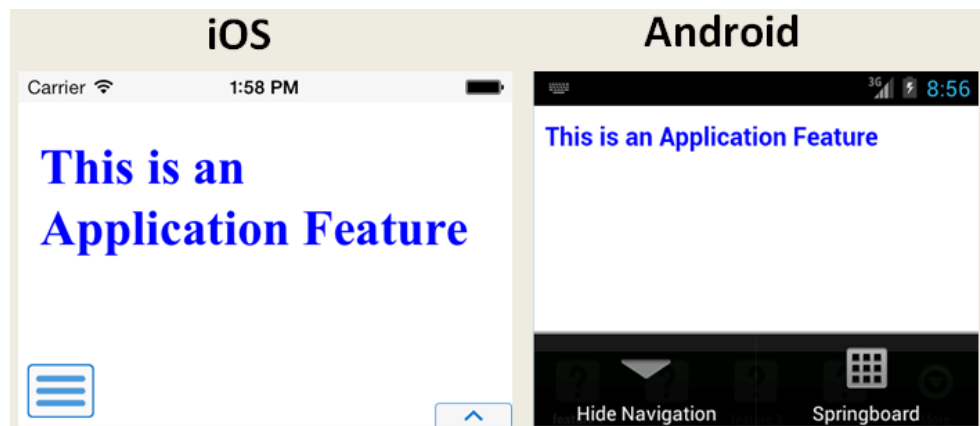 iOS
Android
Carrier
1:58 PM
3G
8:56
This is an
Application Feature
This is an Application Feature
Hide Navigation
Springboard